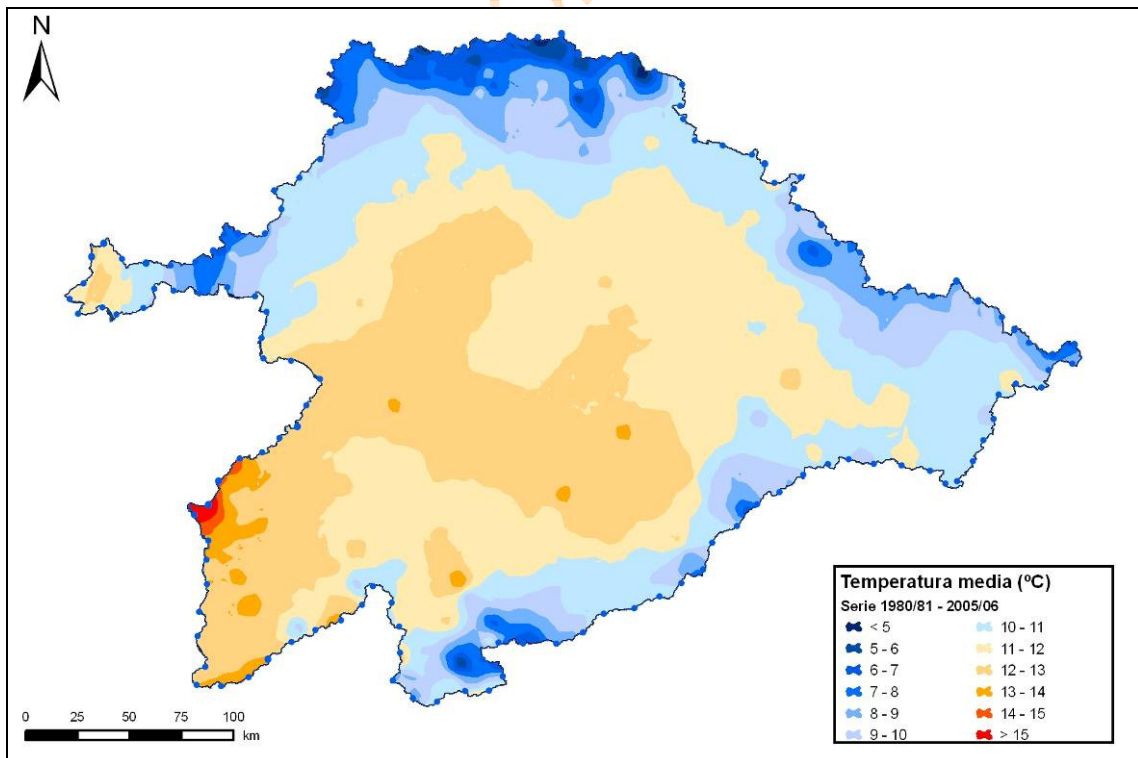 N
Temperatura media (ºC)
Serie 1980/81 - 2005/06
< 5
5 - 6
6 - 7
7 - 8
8 - 9
9 - 10
10 - 11
11 - 12
12 - 13
13 - 14
14 - 15
> 15
0 25 50 75 100
km